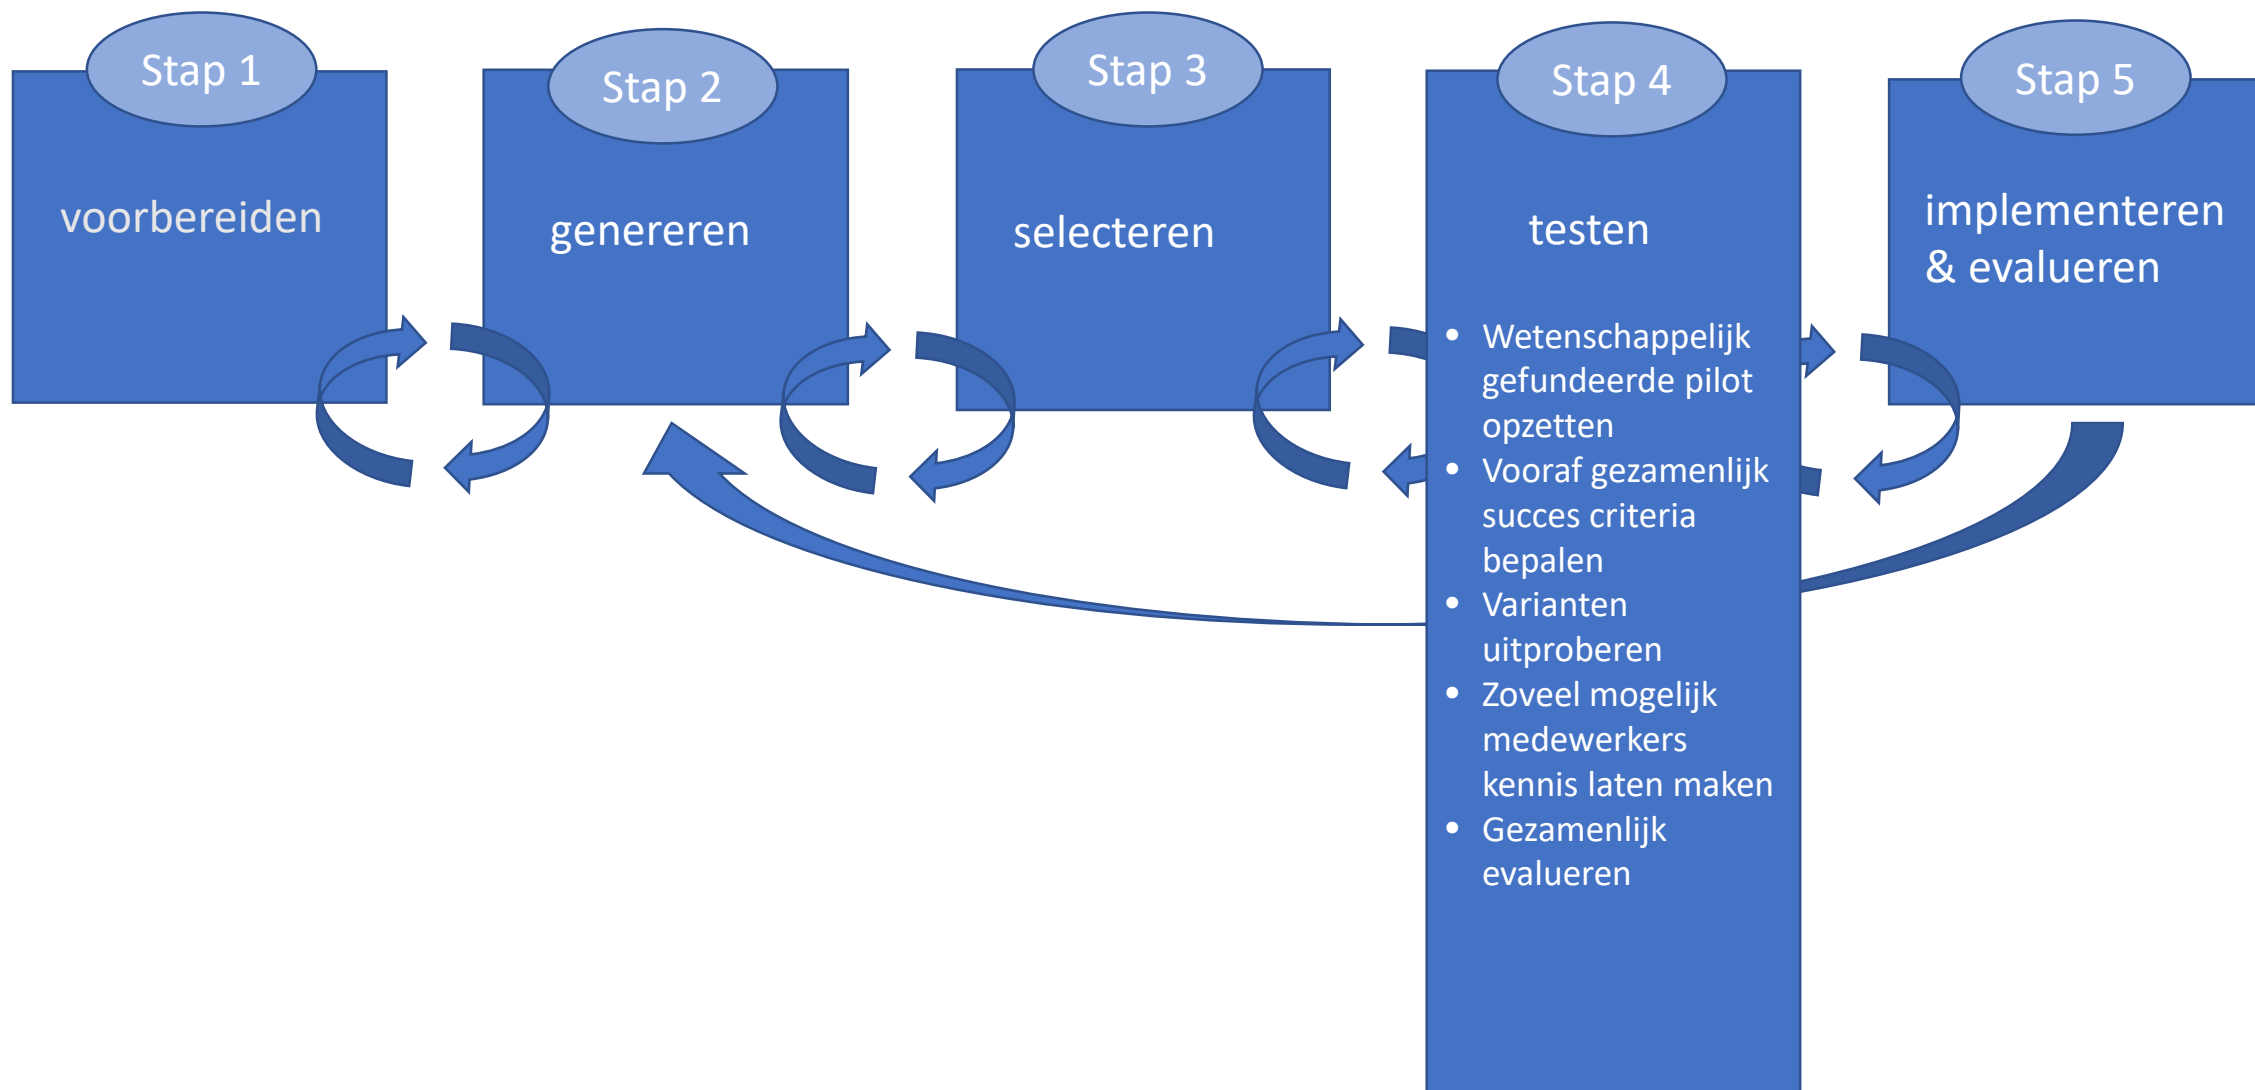 Stap 1
voorbereiden
Stap 2
genereren
Stap 3
selecteren
Stap 4
testen
• Wetenschappelijk
gefundeerde pilot
opzetten
• Vooraf gezamenlijk
succes criteria
bepalen
• Varianten
uitproberen
• Zoveel mogelijk
medewerkers
kennis laten maken
• Gezamenlijk
evalueren
Stap 5
implementeren
& evalueren